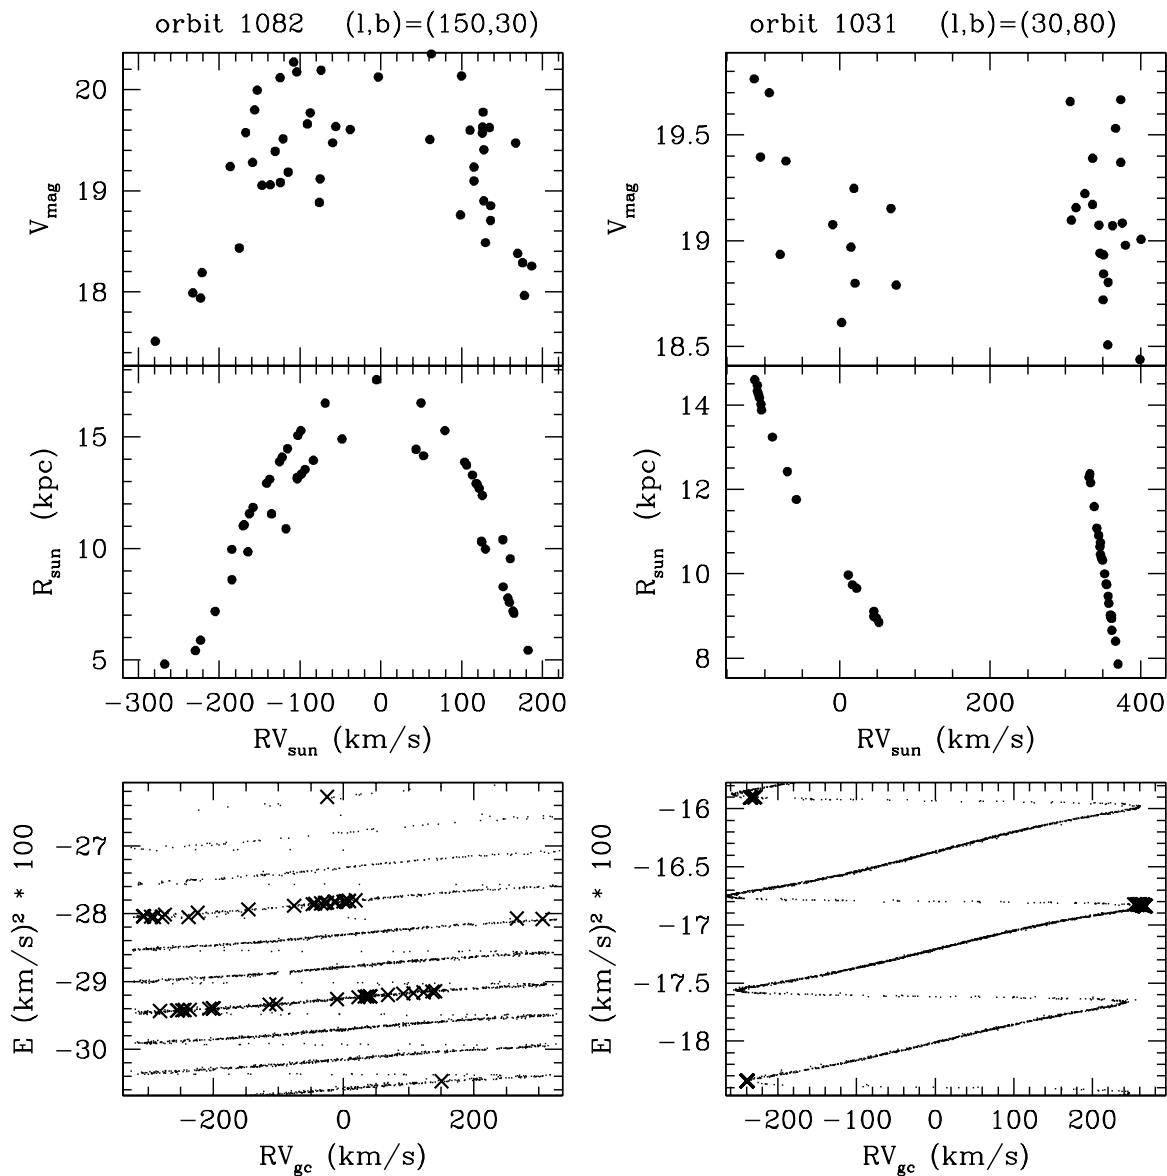 orbit 1082 (l,b)=(150,30)
orbit 1031 (l,b)=(30,80)
V_mag
20
19
18
V_mag
19.5
19
18.5
R_sun (kpc)
15
10
5
R_sun (kpc)
14
12
10
8
-300 -200 -100 0 100 200
RV_sun (km/s)
0 200 400
RV_sun (km/s)
E (km/s)² * 100
-27
-28
-29
-30
E (km/s)² * 100
-16
-16.5
-17
-17.5
-18
-200 0 200
RV_gc (km/s)
-200 -100 0 100 200
RV_gc (km/s)